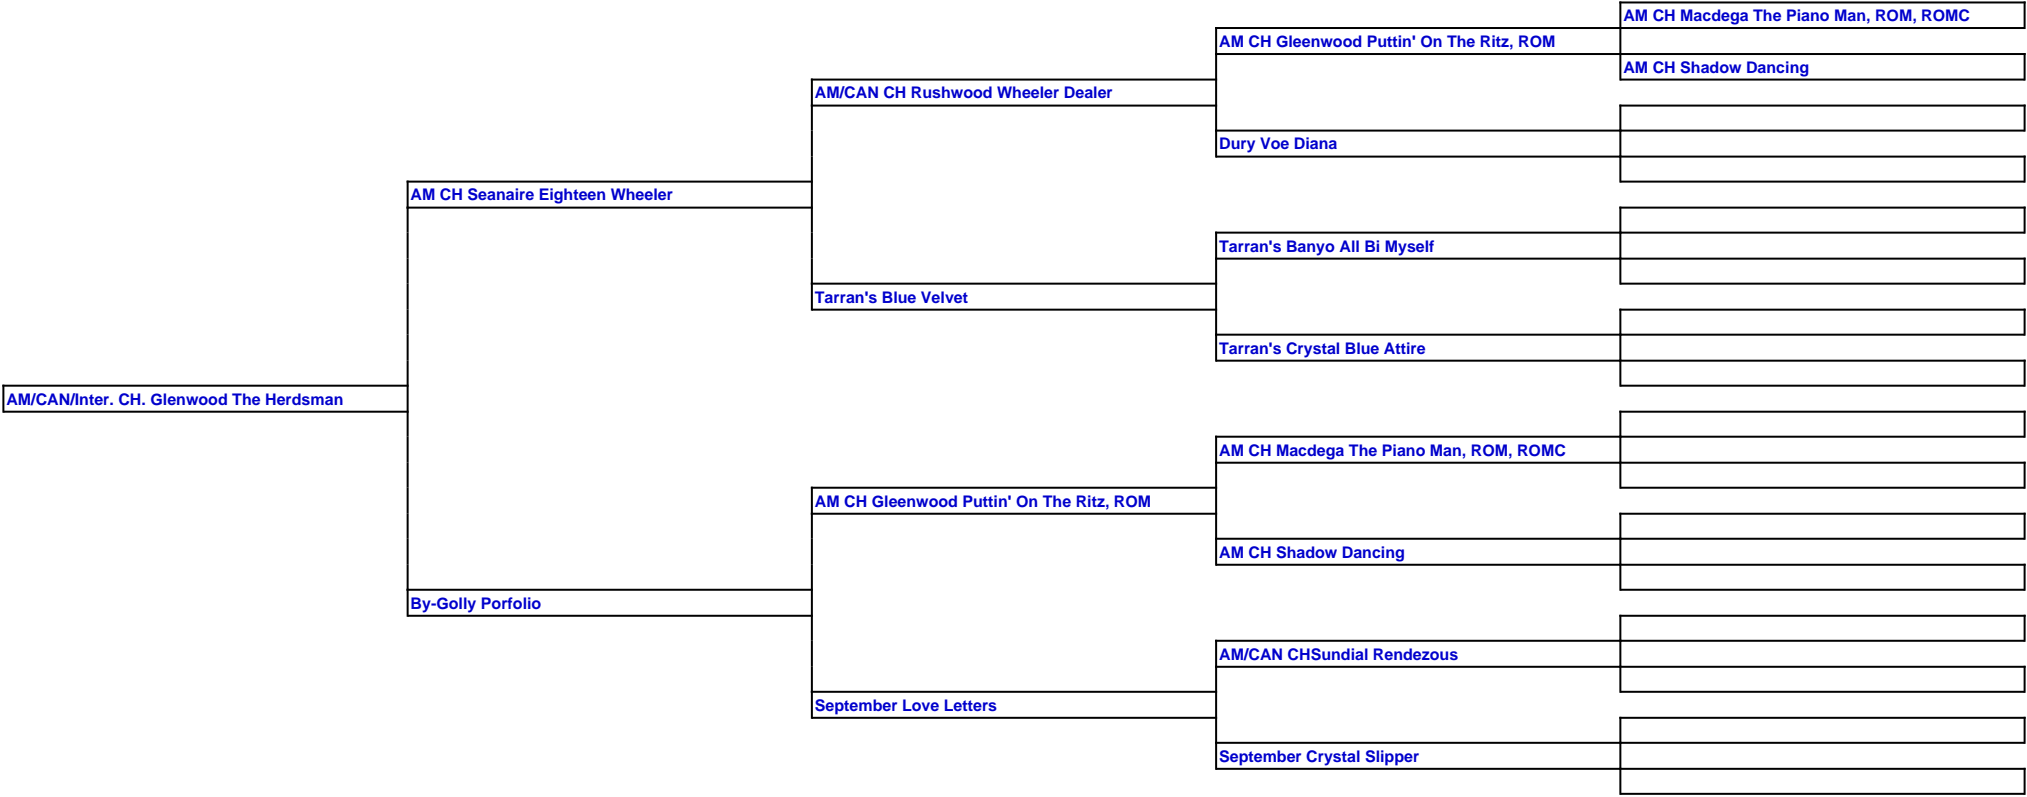 AM CH Macdega The Piano Man, ROM, ROMC
AM CH Gleenwood Puttin' On The Ritz, ROM
AM CH Shadow Dancing
AM/CAN CH Rushwood Wheeler Dealer
Dury Voe Diana
AM CH Seanaire Eighteen Wheeler
Tarran's Banyo All Bi Myself
Tarran's Blue Velvet
Tarran's Crystal Blue Attire
AM/CAN/Inter. CH. Glenwood The Herdsman
AM CH Macdega The Piano Man, ROM, ROMC
AM CH Gleenwood Puttin' On The Ritz, ROM
AM CH Shadow Dancing
By-Golly Porfolio
AM/CAN CHSundial Rendezous
September Love Letters
September Crystal Slipper